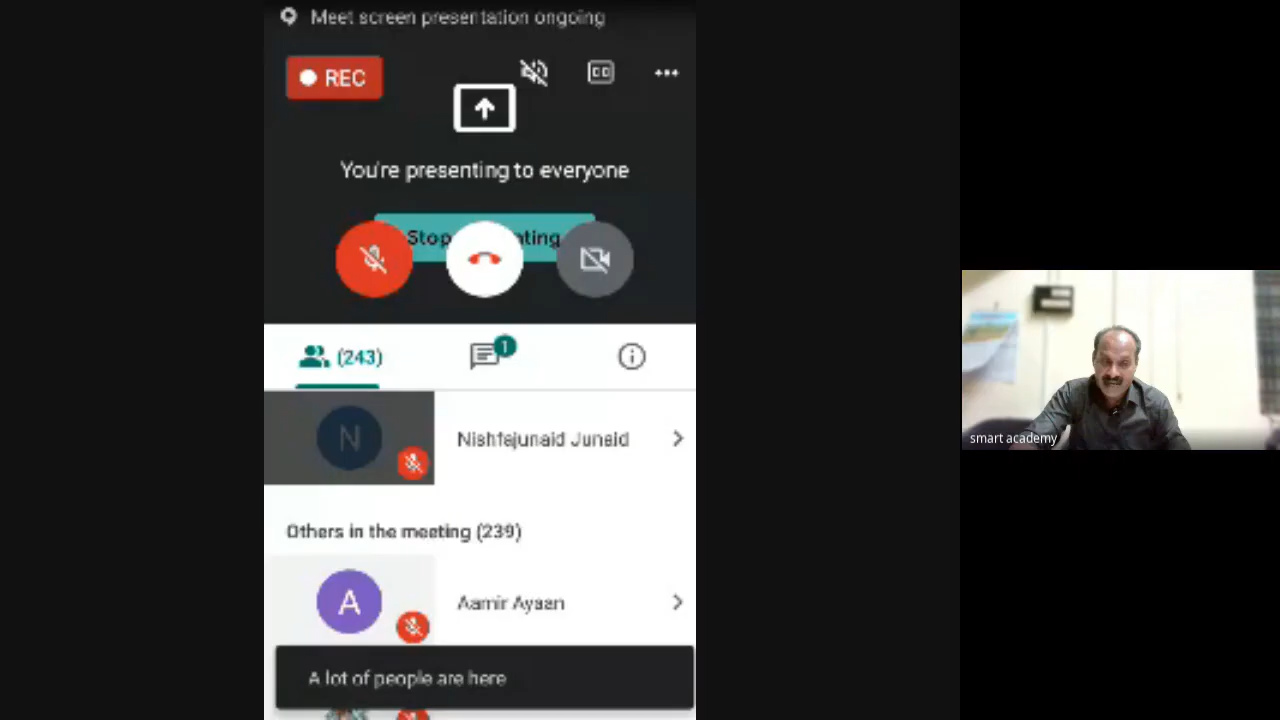 Meet screen presentation ongoing
REC
You're presenting to everyone
(243)
1
N
Nishfajunaid Junaid
Others in the meeting (239)
A
Aamir Ayaan
A lot of people are here
smart academy